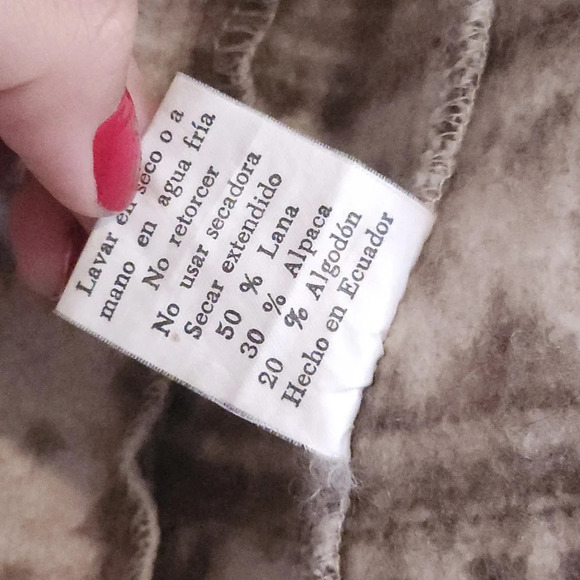 Lavar en seco o a
mano en agua fría
No retorcer
No usar secadora
Secar extendido
50 % Lana
30 % Alpaca
20 % Algodón
Hecho en Ecuador